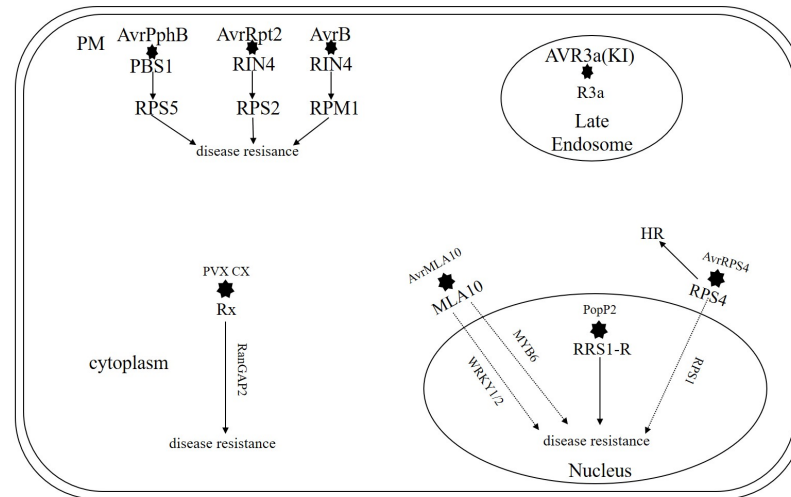 PM
AvrPphB
AvrRpt2
AvrB
PBS1
RIN4
RIN4
RPS5
RPS2
RPM1
disease resisance
AVR3a(KI)
R3a
Late
Endosome
PVX CX
Rx
RanGAP2
disease resistance
cytoplasm
AvrMLA10
MLA10
WRKY1/2
MYB6
PopP2
RRS1-R
HR
AvrRPS4
RPS4
RPS1
disease resistance
Nucleus